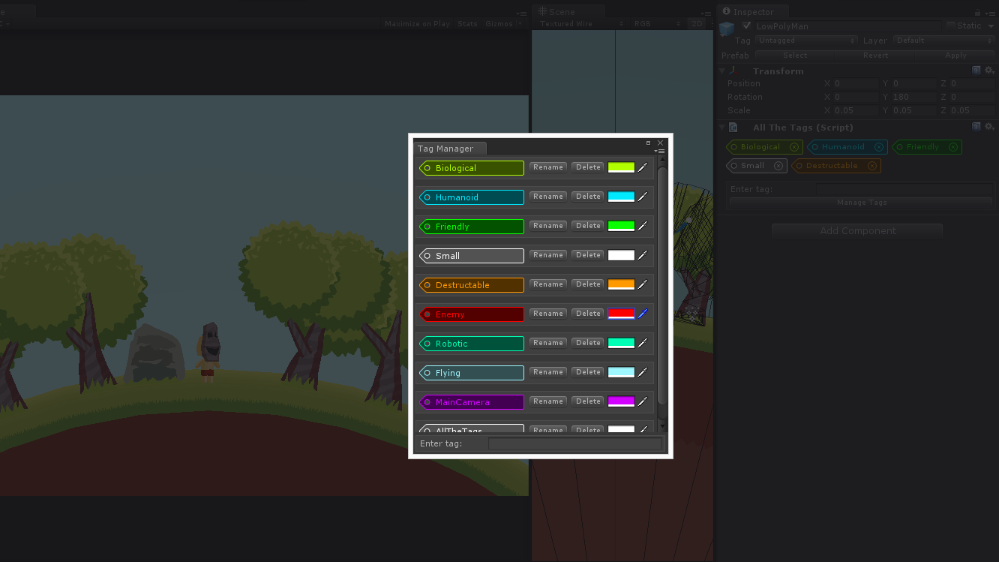 Maximize on Play Stats Gizmos
Scene
Textured Wire RGB 2D
Inspector
LowPolyMan Static
Tag Untagged Layer Default
Prefab Select Revert Apply
Transform
Position X 0 Y 0 Z 0
Rotation X 0 Y 180 Z 0
Scale X 0.05 Y 0.05 Z 0.05
All The Tags (Script)
Biological Humanoid Friendly
Small Destructable
Enter tag:
Manage Tags
Add Component
Tag Manager
Biological Rename Delete
Humanoid Rename Delete
Friendly Rename Delete
Small Rename Delete
Destructable Rename Delete
Enemy Rename Delete
Robotic Rename Delete
Flying Rename Delete
MainCamera Rename Delete
AllTheTags Rename Delete
Enter tag: